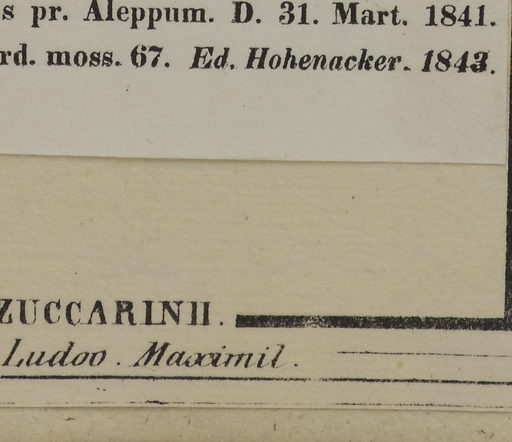 s pr. Aleppum. D. 31. Mart. 1841.
rd. moss. 67. Ed. Hohenacker. 1843.
ZUCCARINII.
Ludov. Maximil.